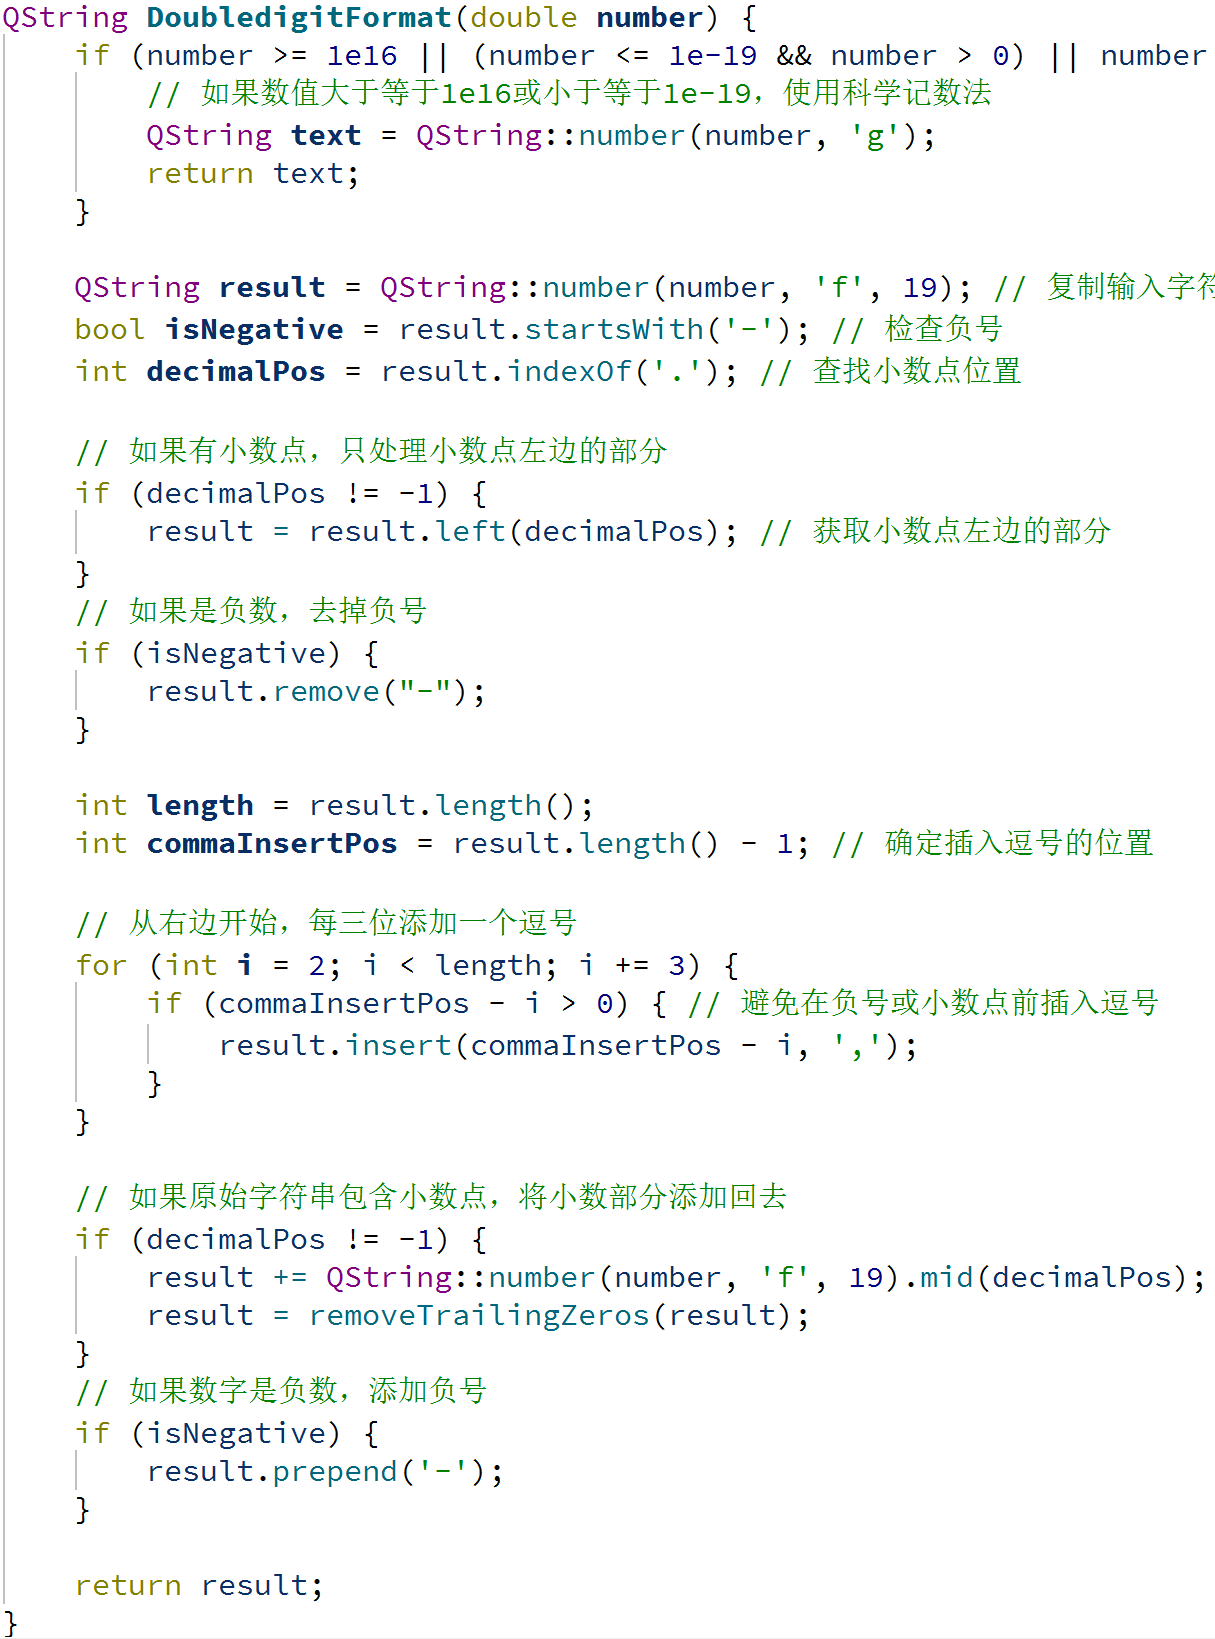 QString DoubledigitFormat(double number) {
if (number >= 1e16 || (number <= 1e-19 && number > 0) || number
// 如果数值大于等于1e16或小于等于1e-19，使用科学记数法
QString text = QString::number(number, 'g');
return text;
}
QString result = QString::number(number, 'f', 19); // 复制输入字符
bool isNegative = result.startsWith('-'); // 检查负号
int decimalPos = result.indexOf('.'); // 查找小数点位置
// 如果有小数点，只处理小数点左边的部分
if (decimalPos != -1) {
result = result.left(decimalPos); // 获取小数点左边的部分
}
// 如果是负数，去掉负号
if (isNegative) {
result.remove("-");
}
int length = result.length();
int commaInsertPos = result.length() - 1; // 确定插入逗号的位置
// 从右边开始，每三位添加一个逗号
for (int i = 2; i < length; i += 3) {
if (commaInsertPos - i > 0) { // 避免在负号或小数点前插入逗号
result.insert(commaInsertPos - i, ',');
}
}
// 如果原始字符串包含小数点，将小数部分添加回去
if (decimalPos != -1) {
result += QString::number(number, 'f', 19).mid(decimalPos);
result = removeTrailingZeros(result);
}
// 如果数字是负数，添加负号
if (isNegative) {
result.prepend('-');
}
return result;
}